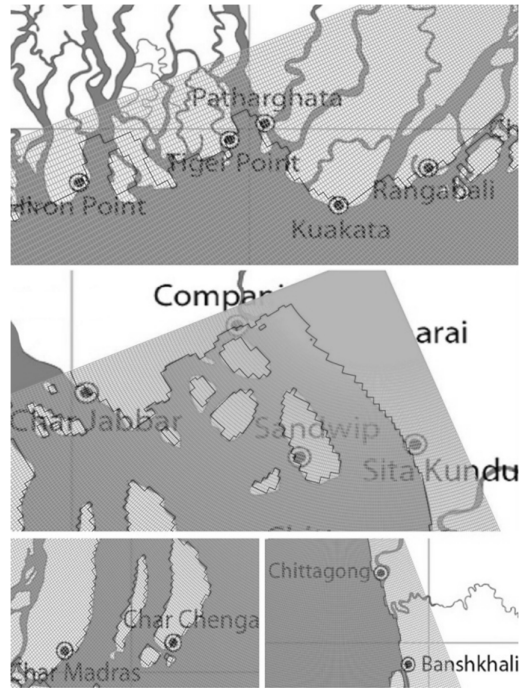 Patharghata
Tiger Point
Hiron Point
Rangabali
Kuakata
Compani
arai
Char Jabbar
Sandwip
Sita Kundu
Char Chenga
Char Madras
Chittagong
Banshkhali